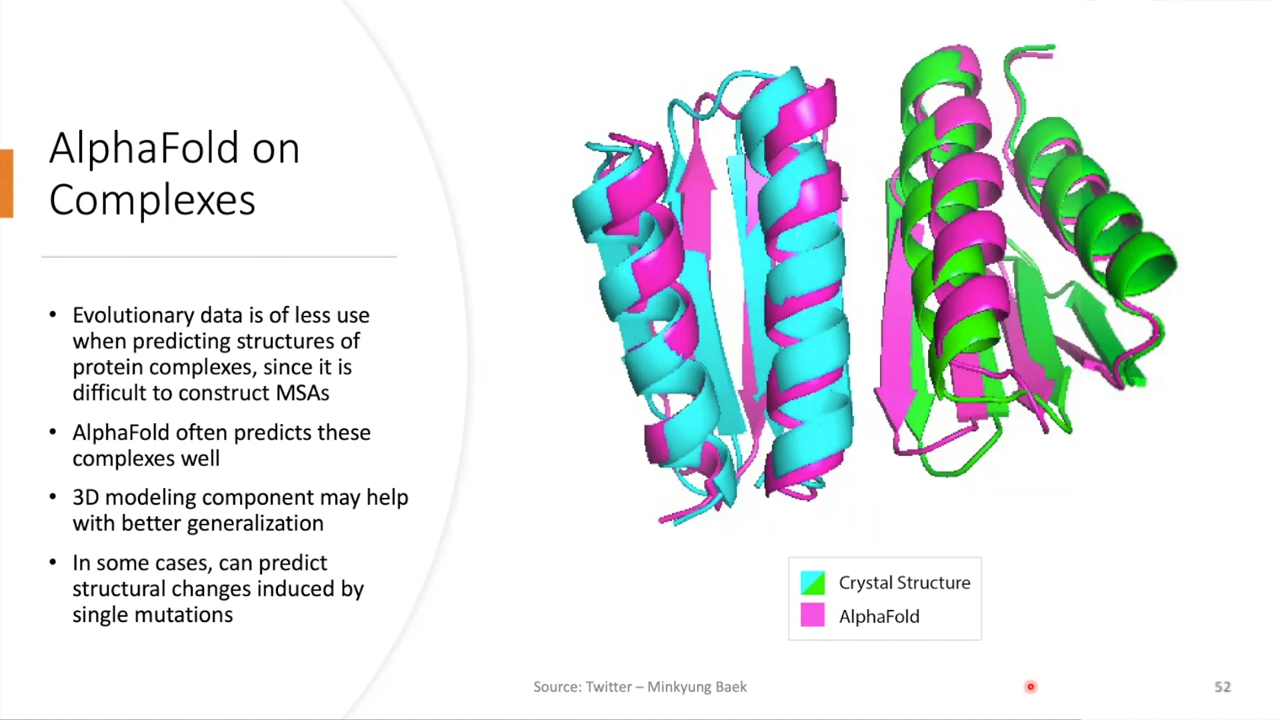 AlphaFold on
Complexes
• Evolutionary data is of less use
when predicting structures of
protein complexes, since it is
difficult to construct MSAs
• AlphaFold often predicts these
complexes well
• 3D modeling component may help
with better generalization
• In some cases, can predict
structural changes induced by
single mutations
Crystal Structure
AlphaFold
Source: Twitter – Minkyung Baek
52